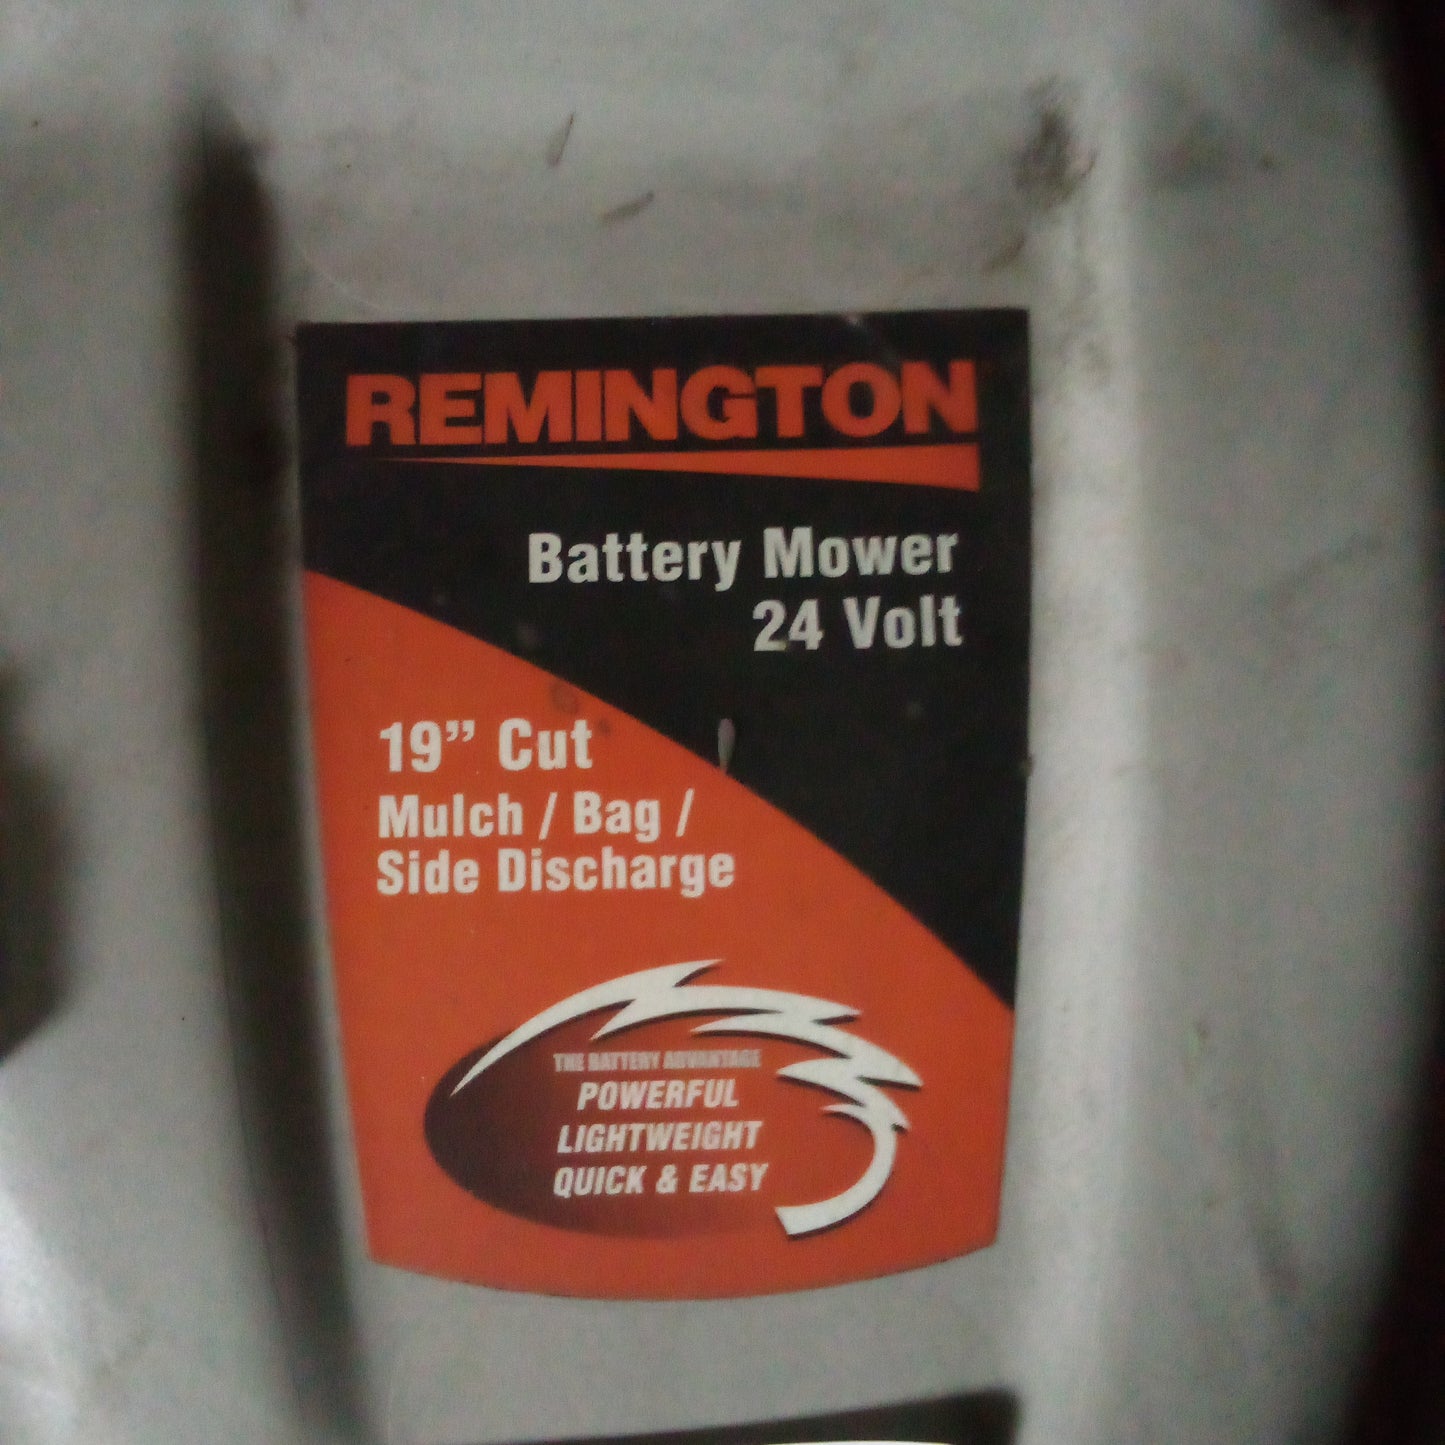 REMINGTON
Battery Mower
24 Volt
19” Cut
Mulch / Bag /
Side Discharge
THE BATTERY ADVANTAGE
POWERFUL
LIGHTWEIGHT
QUICK & EASY